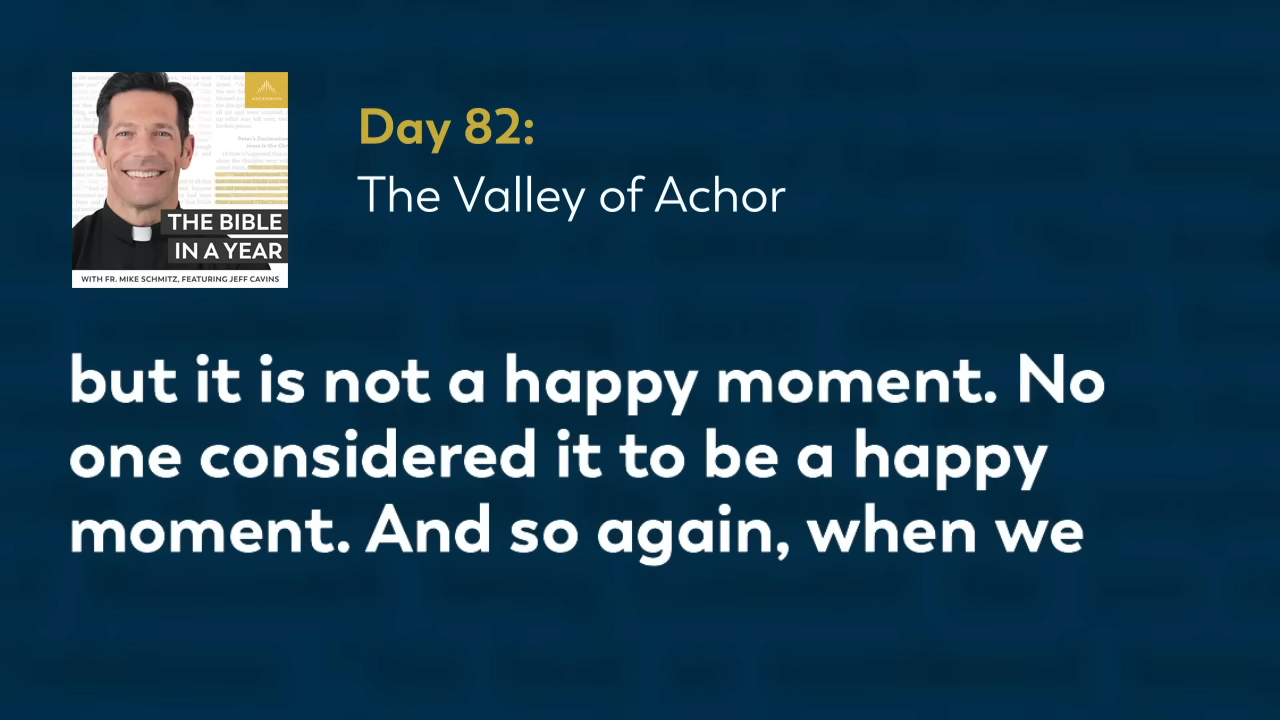 Day 82:
The Valley of Achor
THE BIBLE
IN A YEAR
WITH FR. MIKE SCHMITZ, FEATURING JEFF CAVINS
but it is not a happy moment. No
one considered it to be a happy
moment. And so again, when we